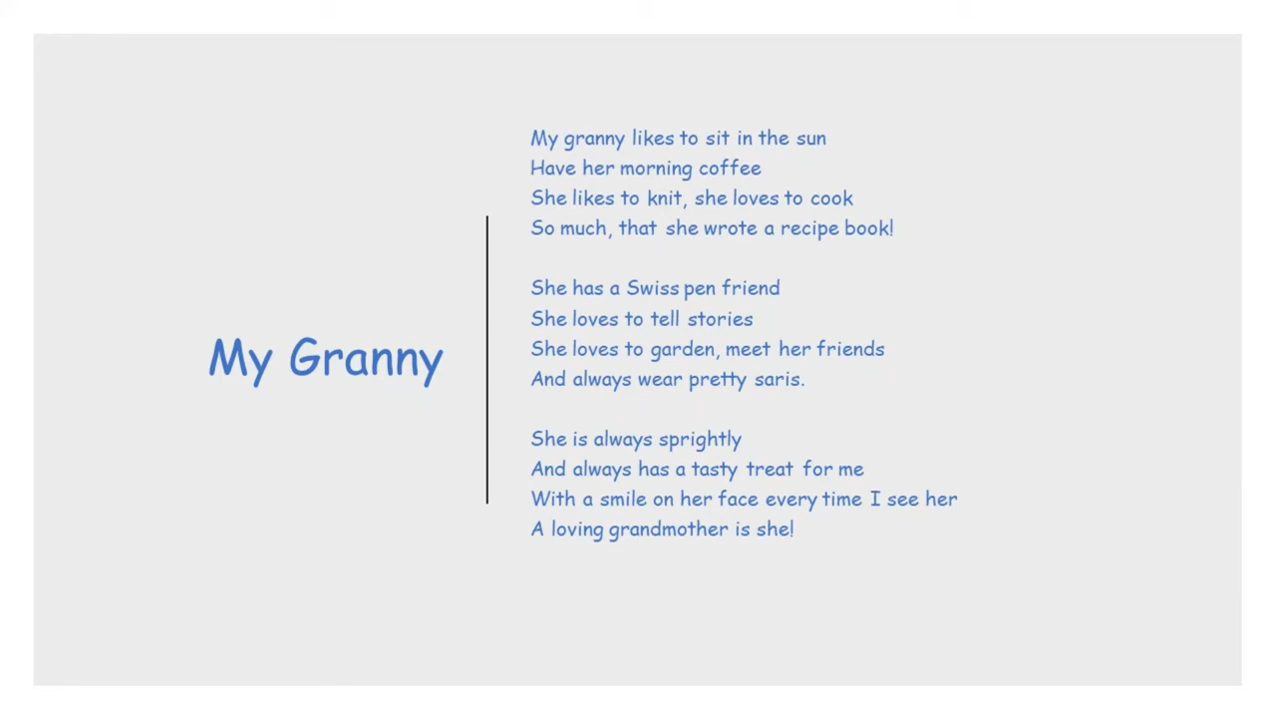 My Granny
My granny likes to sit in the sun
Have her morning coffee
She likes to knit, she loves to cook
So much, that she wrote a recipe book!
She has a Swiss pen friend
She loves to tell stories
She loves to garden, meet her friends
And always wear pretty saris.
She is always sprightly
And always has a tasty treat for me
With a smile on her face every time I see her
A loving grandmother is she!